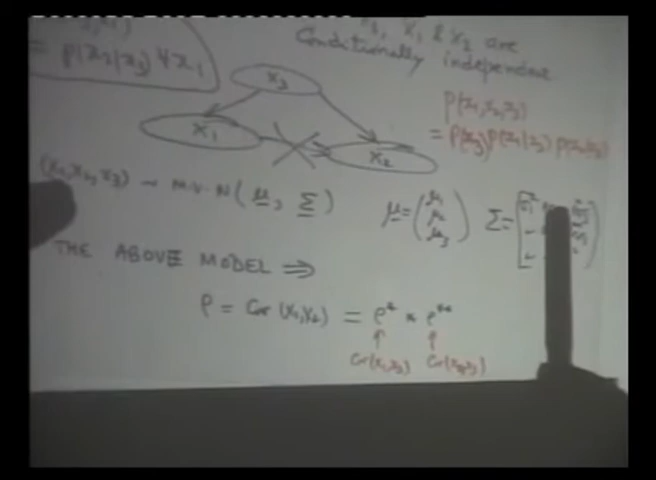 X1 & X2 are
Conditionally independent
= P(x2|x3) ∀x1
X3
X1
X2
P(x1,x2,x3)
= P(x3) P(x1|x3) P(x2|x3)
(x1,x2,x3) ~ M.V.N (μ, Σ)
μ = (μ1 μ2 μ3) Σ =
THE ABOVE MODEL ⇒
ρ = Cor (x1,x2) = ρ* × ρ**
Cor(x1,x3) Cor(x2,x3)